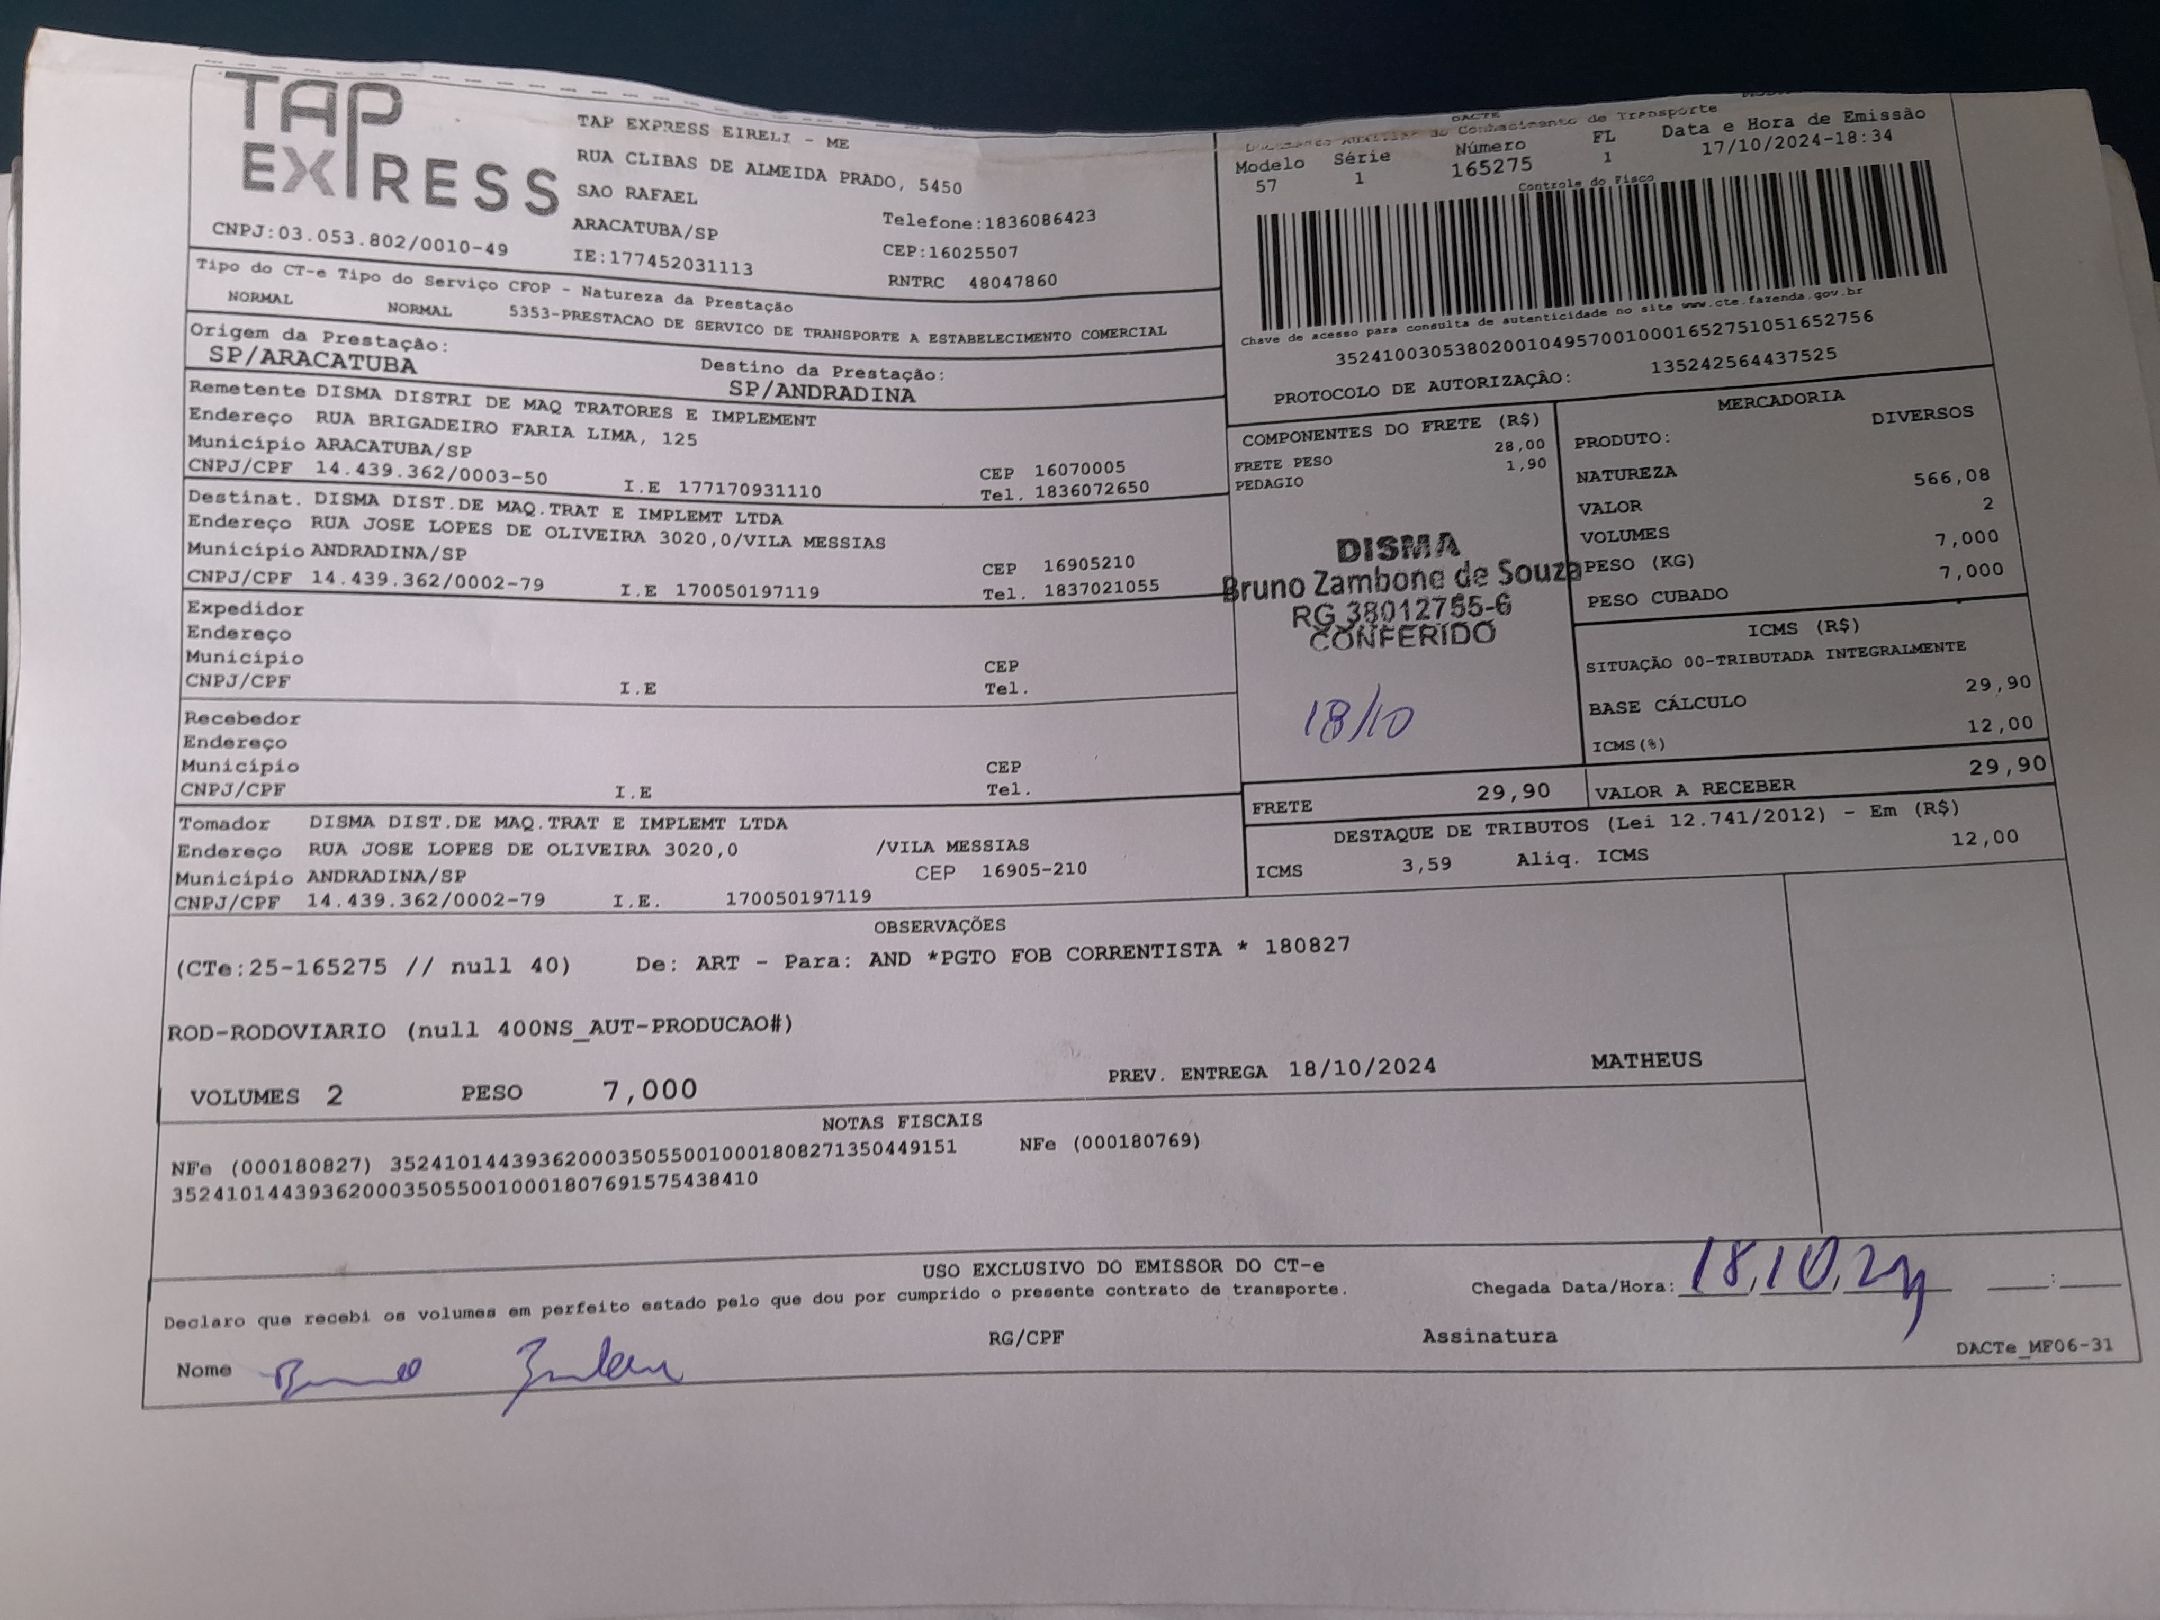 TAP
EXPRESS
CNPJ:03.053.802/0010-49
TAP EXPRESS EIRELI - ME
RUA CLIBAS DE ALMEIDA PRADO, 5450
SAO RAFAEL
ARACATUBA/SP Telefone:1836086423
IE:177452031113 CEP:16025507
RNTRC 48047860
DACTE
Documento Auxiliar do Conhecimento de Transporte
Modelo Série Número FL Data e Hora de Emissão
57 1 165275 1 17/10/2024-18:34
Controle do Fisco
Chave de acesso para consulta de autenticidade no site www.cte.fazenda.gov.br
35241003053802001049570010001652751051652756
PROTOCOLO DE AUTORIZAÇÃO: 135242564437525
Tipo do CT-e Tipo do Serviço CFOP - Natureza da Prestação
NORMAL NORMAL 5353-PRESTACAO DE SERVICO DE TRANSPORTE A ESTABELECIMENTO COMERCIAL
Origem da Prestação: Destino da Prestação:
SP/ARACATUBA SP/ANDRADINA
Remetente DISMA DISTRI DE MAQ TRATORES E IMPLEMENT
Endereço RUA BRIGADEIRO FARIA LIMA, 125
Município ARACATUBA/SP CEP 16070005
CNPJ/CPF 14.439.362/0003-50 I.E 177170931110 Tel. 1836072650
Destinat. DISMA DIST.DE MAQ.TRAT E IMPLEMT LTDA
Endereço RUA JOSE LOPES DE OLIVEIRA 3020,0/VILA MESSIAS
Município ANDRADINA/SP CEP 16905210
CNPJ/CPF 14.439.362/0002-79 I.E 170050197119 Tel. 1837021055
Expedidor
Endereço
Município CEP
CNPJ/CPF I.E Tel.
Recebedor
Endereço
Município CEP
CNPJ/CPF I.E Tel.
Tomador DISMA DIST.DE MAQ.TRAT E IMPLEMT LTDA
Endereço RUA JOSE LOPES DE OLIVEIRA 3020,0 /VILA MESSIAS
Município ANDRADINA/SP CEP 16905-210
CNPJ/CPF 14.439.362/0002-79 I.E. 170050197119
COMPONENTES DO FRETE (R$)
FRETE PESO 28,00
PEDAGIO 1,90
DISMA
Bruno Zambone de Souza
RG 38012755-6
CONFERIDO
18/10
MERCADORIA
PRODUTO: DIVERSOS
NATUREZA
VALOR 566,08
VOLUMES 2
PESO (KG) 7,000
PESO CUBADO 7,000
ICMS (R$)
SITUAÇÃO 00-TRIBUTADA INTEGRALMENTE
BASE CÁLCULO 29,90
ICMS(%) 12,00
FRETE 29,90 VALOR A RECEBER 29,90
DESTAQUE DE TRIBUTOS (Lei 12.741/2012) - Em (R$)
ICMS 3,59 Aliq. ICMS 12,00
OBSERVAÇÕES
(CTe:25-165275 // null 40) De: ART - Para: AND *PGTO FOB CORRENTISTA * 180827
ROD-RODOVIARIO (null 400NS_AUT-PRODUCAO#)
VOLUMES 2 PESO 7,000 PREV. ENTREGA 18/10/2024 MATHEUS
NOTAS FISCAIS
NFe (000180827) 35241014439362000350550010001808271350449151 NFe (000180769)
35241014439362000350550010001807691575438410
USO EXCLUSIVO DO EMISSOR DO CT-e
Declaro que recebi os volumes em perfeito estado pelo que dou por cumprido o presente contrato de transporte. Chegada Data/Hora: 18,10,24 __:__
Nome Bruno RG/CPF Assinatura
DACTe_MF06-31